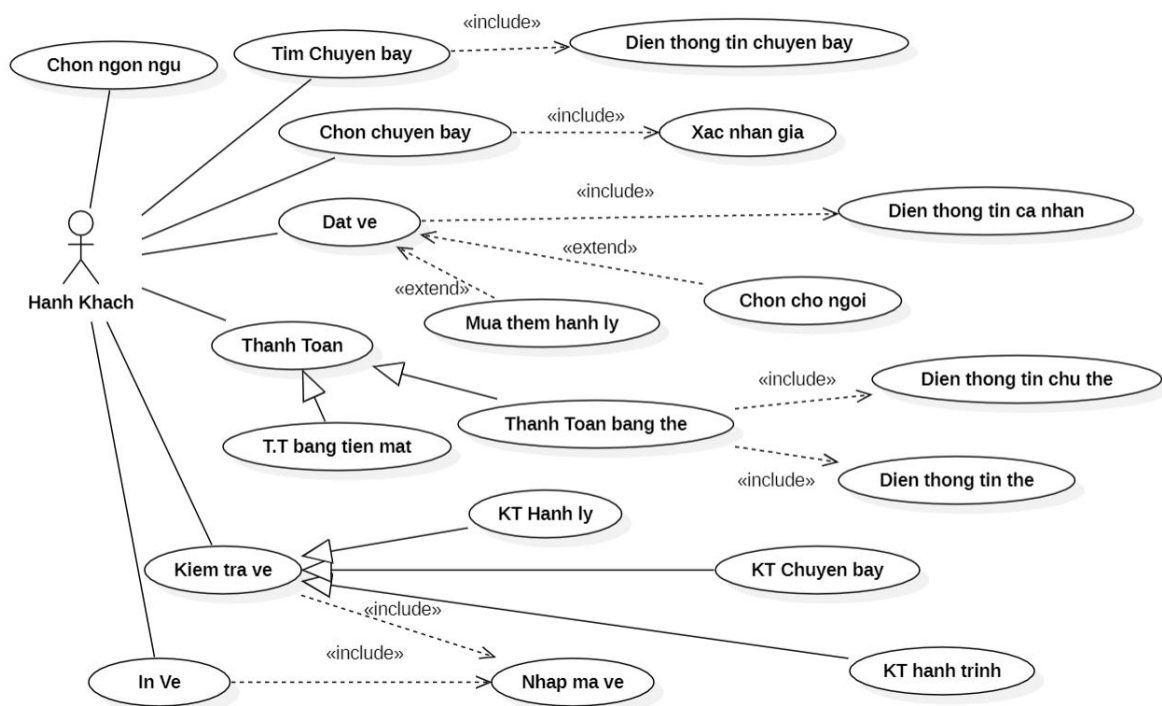 «include»
Tim Chuyen bay
Dien thong tin chuyen bay
Chon ngon ngu
«include»
Chon chuyen bay
Xac nhan gia
«include»
Dat ve
Dien thong tin ca nhan
«extend»
«extend»
Hanh Khach
Chon cho ngoi
Mua them hanh ly
Thanh Toan
«include»
Dien thong tin chu the
Thanh Toan bang the
T.T bang tien mat
«include»
Dien thong tin the
KT Hanh ly
Kiem tra ve
KT Chuyen bay
«include»
«include»
KT hanh trinh
In Ve
Nhap ma ve